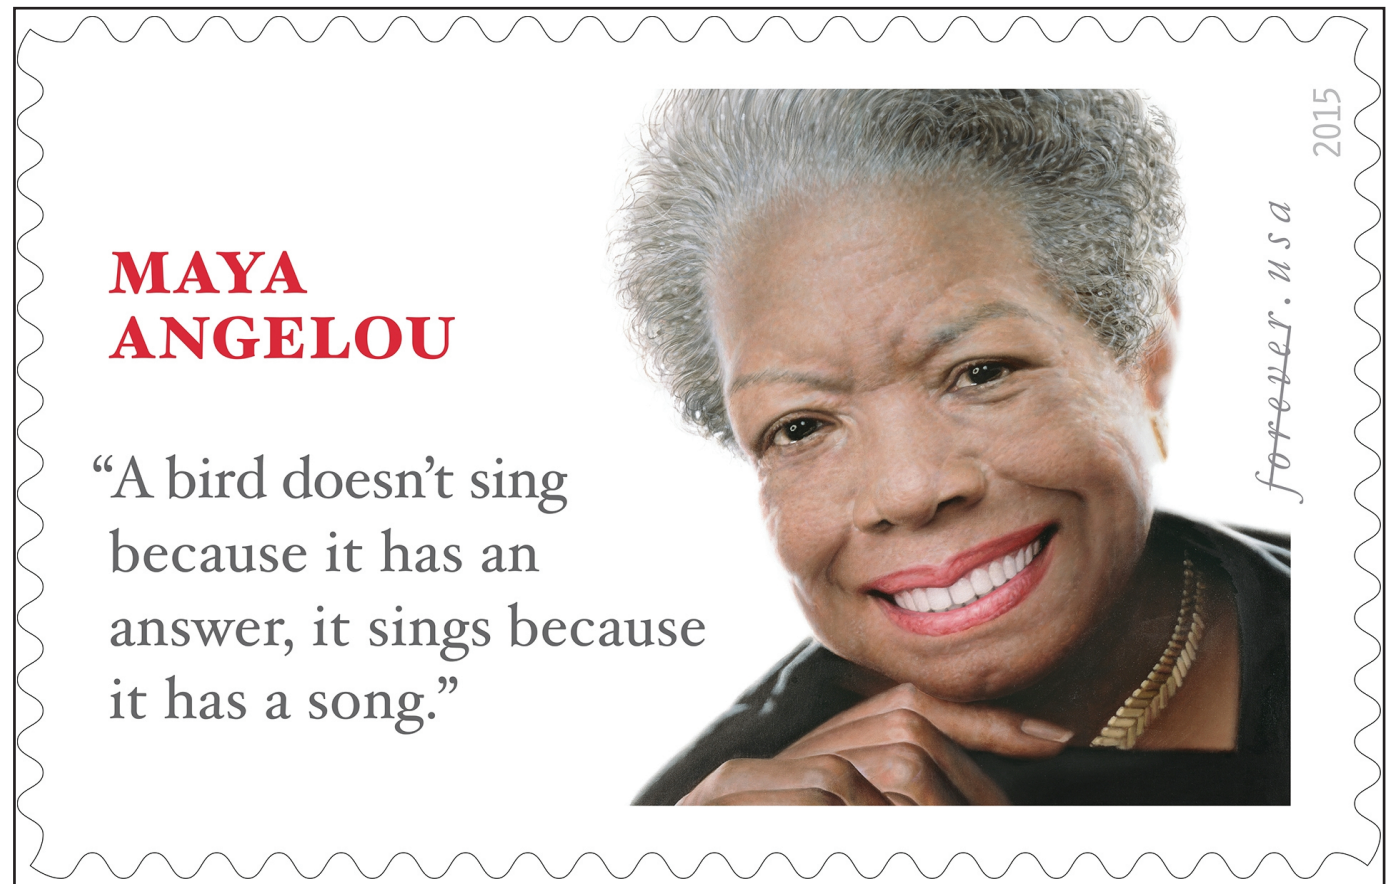 MAYA
ANGELOU
“A bird doesn’t sing
because it has an
answer, it sings because
it has a song.”
2015
forever.usa